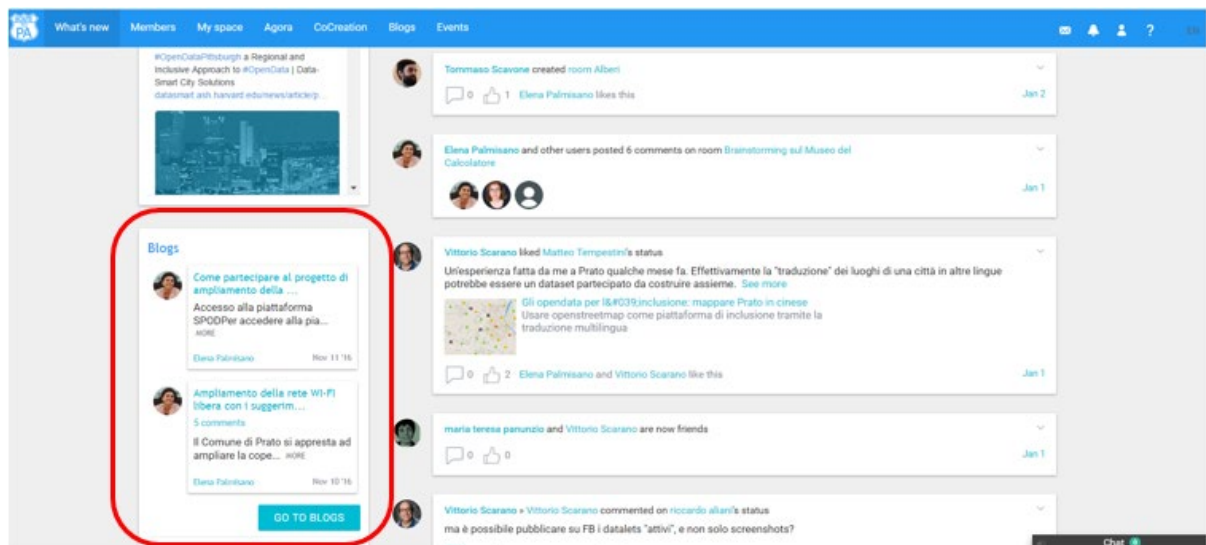 PA
What's new
Members
My space
Agora
CoCreation
Blogs
Events
?
EN
#OpenDataPittsburgh a Regional and
Inclusive Approach to #OpenData | Data-
Smart City Solutions
datasmart.ash.harvard.edu/news/article/p...
Blogs
Come partecipare al progetto di
ampliamento della ...
Accesso alla piattaforma
SPODPer accedere alla pia...
MORE
Elena Palmisano
Nov 11 '16
Ampliamento della rete WI-FI
libera con i suggerim...
5 comments
Il Comune di Prato si appresta ad
ampliare la cope... MORE
Elena Palmisano
Nov 10 '16
GO TO BLOGS
Tommaso Scavone created room Alberi
0 1 Elena Palmisano likes this
Jan 2
Elena Palmisano and other users posted 6 comments on room Brainstorming sul Museo del
Calcolatore
Jan 1
Vittorio Scarano liked Matteo Tempestini's status
Un'esperienza fatta da me a Prato qualche mese fa. Effettivamente la "traduzione" dei luoghi di una città in altre lingue
potrebbe essere un dataset partecipato da costruire assieme. See more
Gli opendata per l&#039;inclusione: mappare Prato in cinese
Usare openstreetmap come piattaforma di inclusione tramite la
traduzione multilingua
0 2 Elena Palmisano and Vittorio Scarano like this
Jan 1
maria teresa panunzio and Vittorio Scarano are now friends
0 0
Jan 1
Vittorio Scarano » Vittorio Scarano commented on riccardo aliani's status
ma è possibile pubblicare su FB i datalets "attivi", e non solo screenshots?
Chat